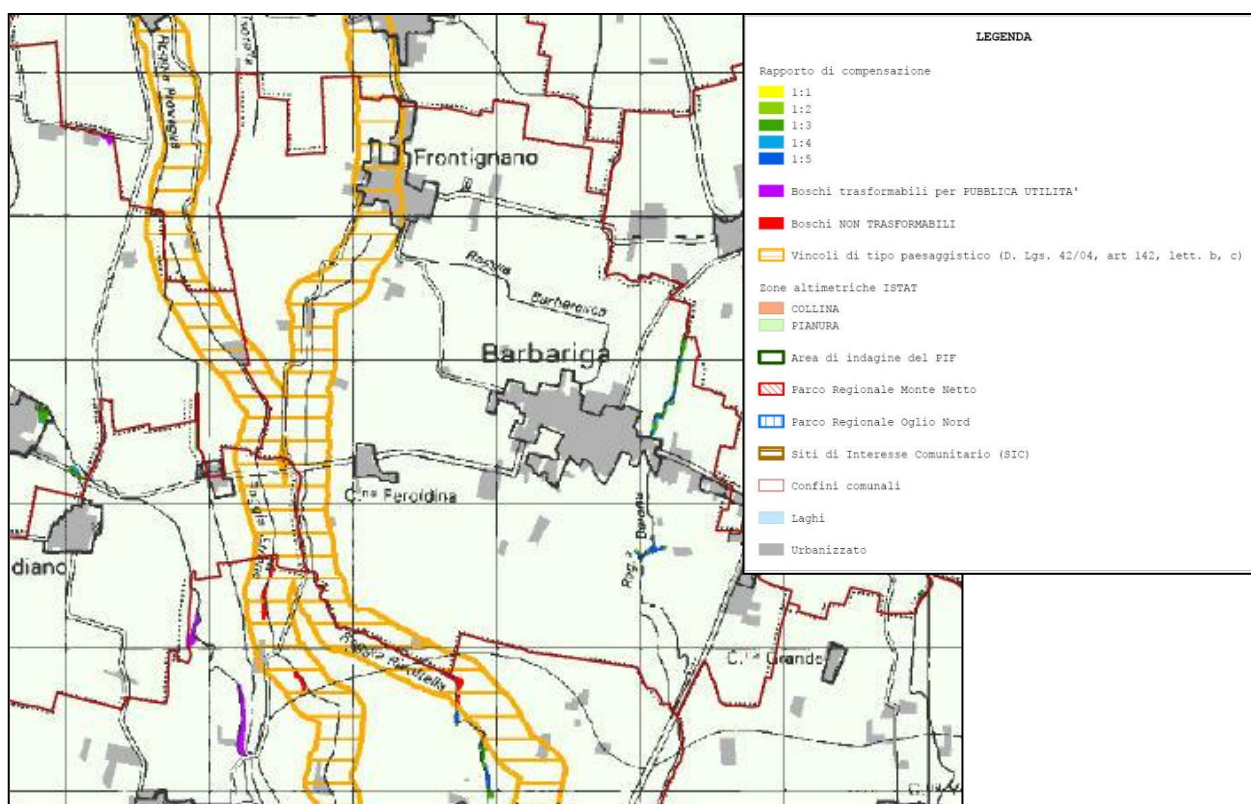 LEGENDA
Rapporto di compensazione
1:1
1:2
1:3
1:4
1:5
Boschi trasformabili per PUBBLICA UTILITA'
Boschi NON TRASFORMABILI
Vincoli di tipo paesaggistico (D. Lgs. 42/04, art 142, lett. b, c)
Zone altimetriche ISTAT
COLLINA
PIANURA
Area di indagine del PIF
Parco Regionale Monte Netto
Parco Regionale Oglio Nord
Siti di Interesse Comunitario (SIC)
Confini comunali
Laghi
Urbanizzato
Frontignano
Barbariga
C.na Feroldina
diano
C.na Grande